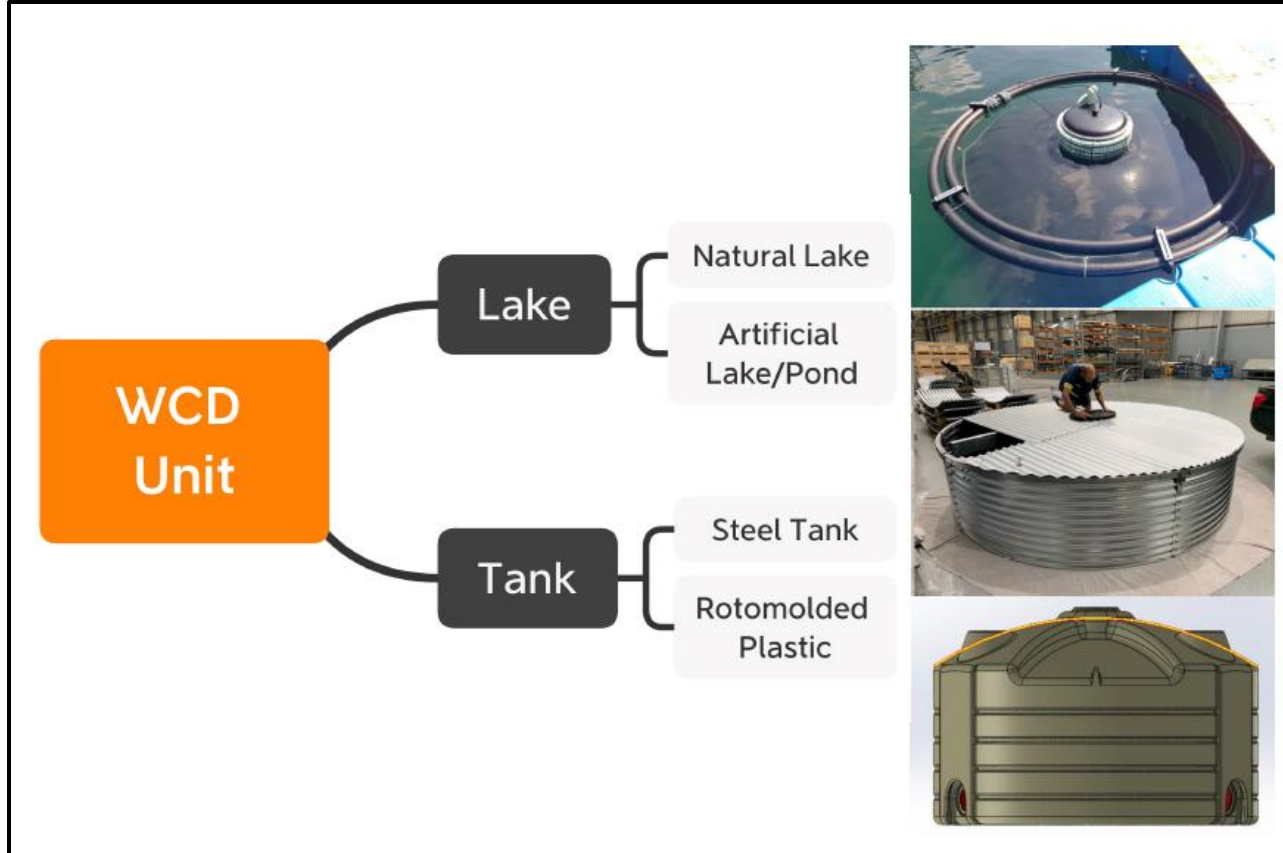 WCD
Unit
Lake
Natural Lake
Artificial
Lake/Pond
Tank
Steel Tank
Rotomolded
Plastic